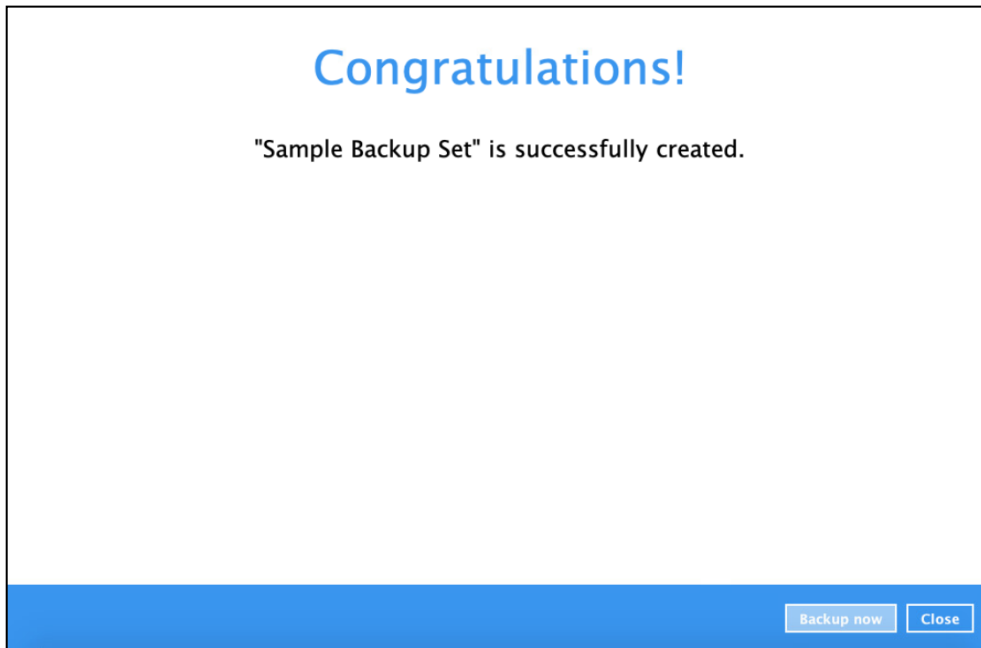 Congratulations!
"Sample Backup Set" is successfully created.
Backup now Close